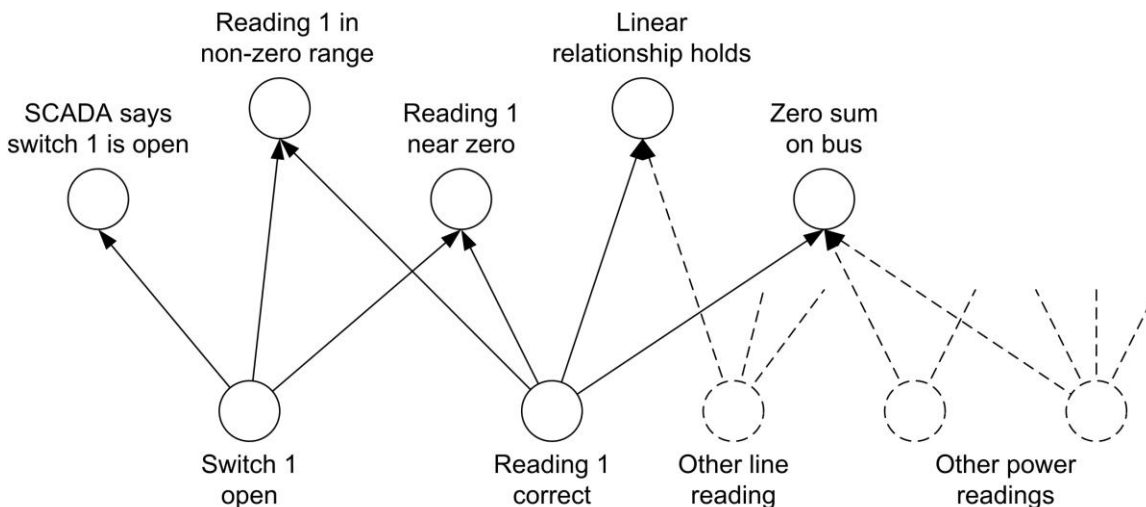 Reading 1 in
non-zero range
Linear
relationship holds
SCADA says
switch 1 is open
Reading 1
near zero
Zero sum
on bus
Switch 1
open
Reading 1
correct
Other line
reading
Other power
readings